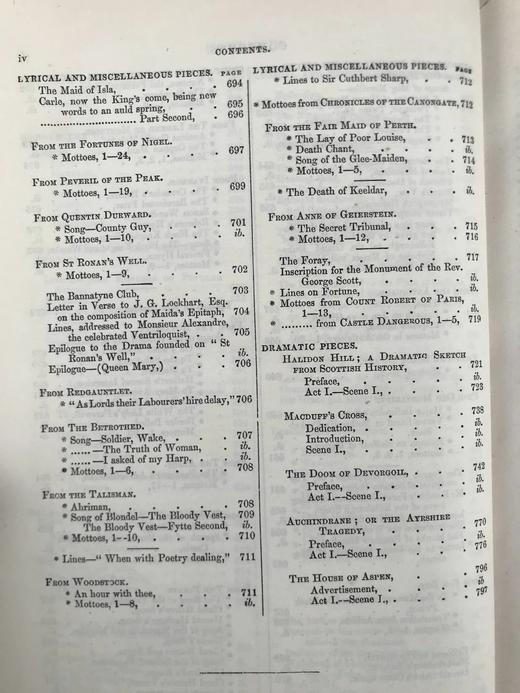 iv
CONTENTS.
LYRICAL AND MISCELLANEOUS PIECES. PAGE
The Maid of Isla, . . . . 694
Carle, now the King's come, being new
words to an auld spring, . . . 695
.............................. Part Second, . 696
FROM THE FORTUNES OF NIGEL.
* Mottoes, 1—24, . . . . 697
FROM PEVERIL OF THE PEAK.
* Mottoes, 1—19, . . . . 699
FROM QUENTIN DURWARD.
* Song—County Guy, . . . 701
* Mottoes, 1—10, . . . . ib.
FROM ST RONAN'S WELL.
* Mottoes, 1—9, . . . . 702
The Bannatyne Club, . . . 703
Letter in Verse to J. G. Lockhart, Esq.
on the composition of Maida's Epitaph, 704
Lines, addressed to Monsieur Alexandre,
the celebrated Ventriloquist, . . 705
Epilogue to the Drama founded on " St
Ronan's Well," . . . . ib.
Epilogue—(Queen Mary,) . . . 706
FROM REDGAUNTLET.
* "As Lords their Labourers' hire delay," 706
FROM THE BETROTHED.
* Song—Soldier, Wake, . . . 707
* ......—The Truth of Woman, . ib.
* ......—I asked of my Harp, . . ib.
* Mottoes, 1—6, . . . . 708
FROM THE TALISMAN.
* Ahriman, . . . . 708
* Song of Blondel—The Bloody Vest, 709
The Bloody Vest—Fytte Second, ib.
* Mottoes, 1--10, . . . . 710
* Lines—" When with Poetry dealing," 711
FROM WOODSTOCK.
* An hour with thee, . . . 711
* Mottoes, 1—8, . . . . ib.
LYRICAL AND MISCELLANEOUS PIECES. PAGE
* Lines to Sir Cuthbert Sharp, . . 712
* Mottoes from CHRONICLES OF THE CANONGATE, 712
FROM THE FAIR MAID OF PERTH.
* The Lay of Poor Louise, . . . 713
* Death Chant, . . . . ib.
* Song of the Glee-Maiden, . . . 714
* Mottoes, 1—5, . . . . ib.
* The Death of Keeldar, . . . ib.
FROM ANNE OF GEIERSTEIN.
* The Secret Tribunal, . . . 715
* Mottoes, 1—12, . . . . 716
The Foray, . . . . 717
Inscription for the Monument of the Rev.
George Scott, . . . . ib.
* Lines on Fortune, . . . . ib.
* Mottoes from COUNT ROBERT OF PARIS,
1—13, . . . . ib.
* ......... from CASTLE DANGEROUS, 1—5, 719
DRAMATIC PIECES.
HALIDON HILL ; A DRAMATIC SKETCH
FROM SCOTTISH HISTORY, . . . 721
Preface, . . . . ib.
Act I.—Scene I., . . . . 723
MACDUFF'S CROSS, . . . . 738
Dedication, . . . . ib.
Introduction, . . . . ib.
Scene I., . . . . ib.
THE DOOM OF DEVORGOIL, . . . 742
Preface, . . . . ib.
Act I.—Scene I., . . . . ib.
AUCHINDRANE ; OR THE AYRSHIRE
TRAGEDY, . . . . 770
Preface, . . . . ib.
Act I.—Scene I., . . . . 776
THE HOUSE OF ASPEN, . . . 796
Advertisement, . . . . ib
Act I.--Scene I., . . . . 797